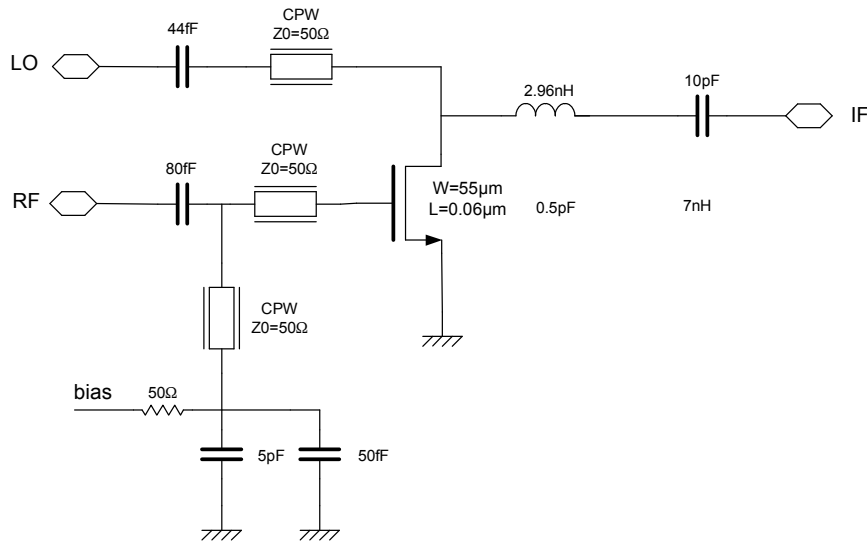 CPW
44fF
Z0=50Ω
LO
2.96nH
10pF
IF
CPW
80fF
Z0=50Ω
RF
W=55µm
L=0.06µm
0.5pF
7nH
CPW
Z0=50Ω
bias
50Ω
5pF
50fF